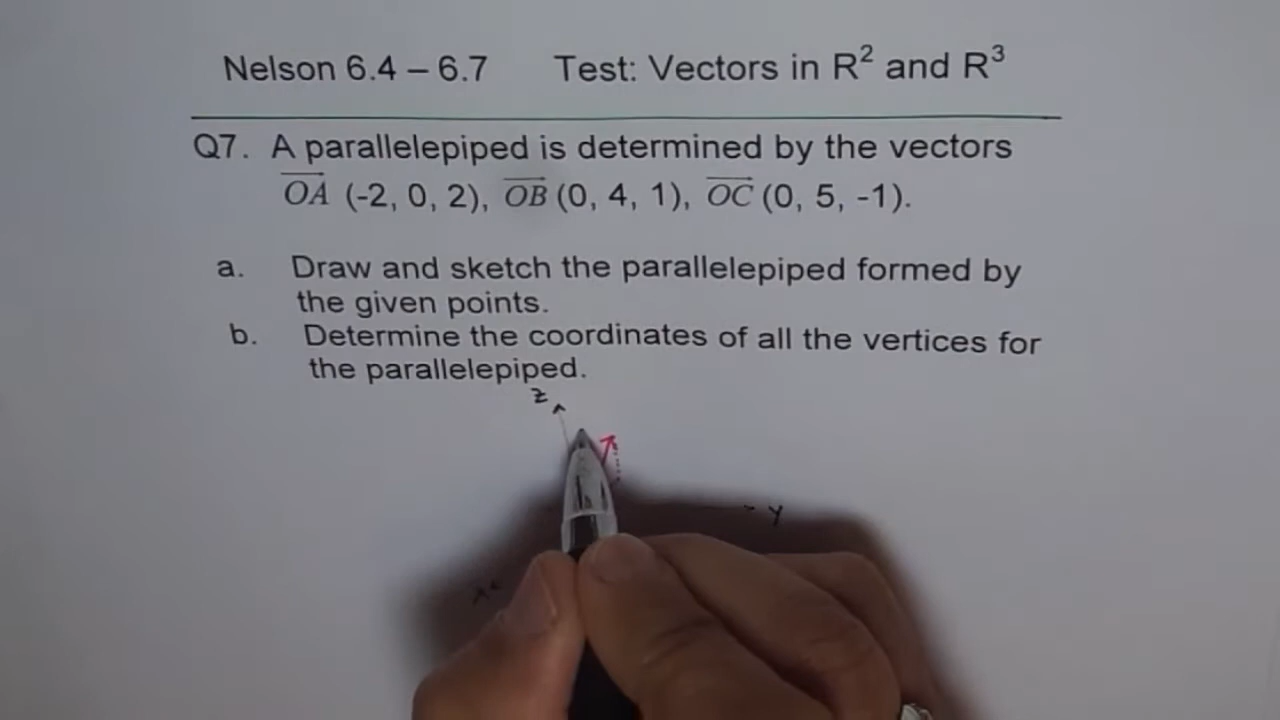 Nelson 6.4 – 6.7 Test: Vectors in R² and R³
Q7. A parallelepiped is determined by the vectors
OA (-2, 0, 2), OB (0, 4, 1), OC (0, 5, -1).
a. Draw and sketch the parallelepiped formed by
the given points.
b. Determine the coordinates of all the vertices for
the parallelepiped.
z
y
x